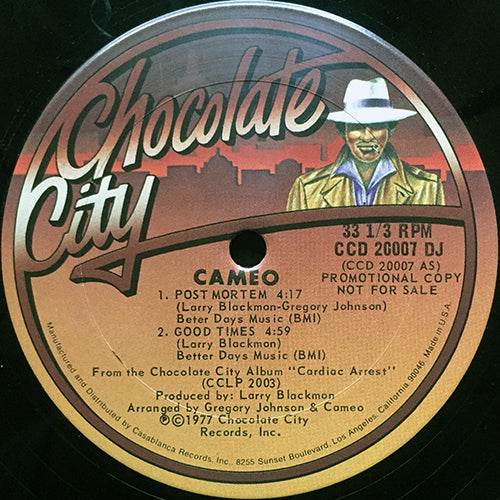 Chocolate
City
33 1/3 RPM
CCD 20007 DJ
(CCD 20007 AS)
PROMOTIONAL COPY
NOT FOR SALE
CAMEO
1. POST MORTEM 4:17
(Larry Blackmon-Gregory Johnson)
Beter Days Music (BMI)
2. GOOD TIMES 4:59
(Larry Blackmon)
Better Days Music (BMI)
From the Chocolate City Album "Cardiac Arrest"
(CCLP 2003)
Produced by: Larry Blackmon
Arranged by Gregory Johnson & Cameo
Ⓟ©1977 Chocolate City
Records, Inc.
Manufactured and Distributed by Casablanca Records, Inc., 8255 Sunset Boulevard, Los Angeles, California 90046 Made in U.S.A.